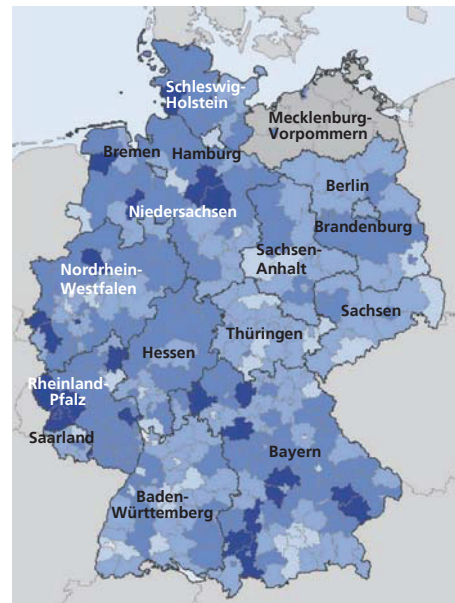 Schleswig-
Holstein
Mecklenburg-
Vorpommern
Bremen
Hamburg
Berlin
Niedersachsen
Brandenburg
Sachsen-
Anhalt
Nordrhein-
Westfalen
Sachsen
Thüringen
Hessen
Rheinland-
Pfalz
Saarland
Bayern
Baden-
Württemberg